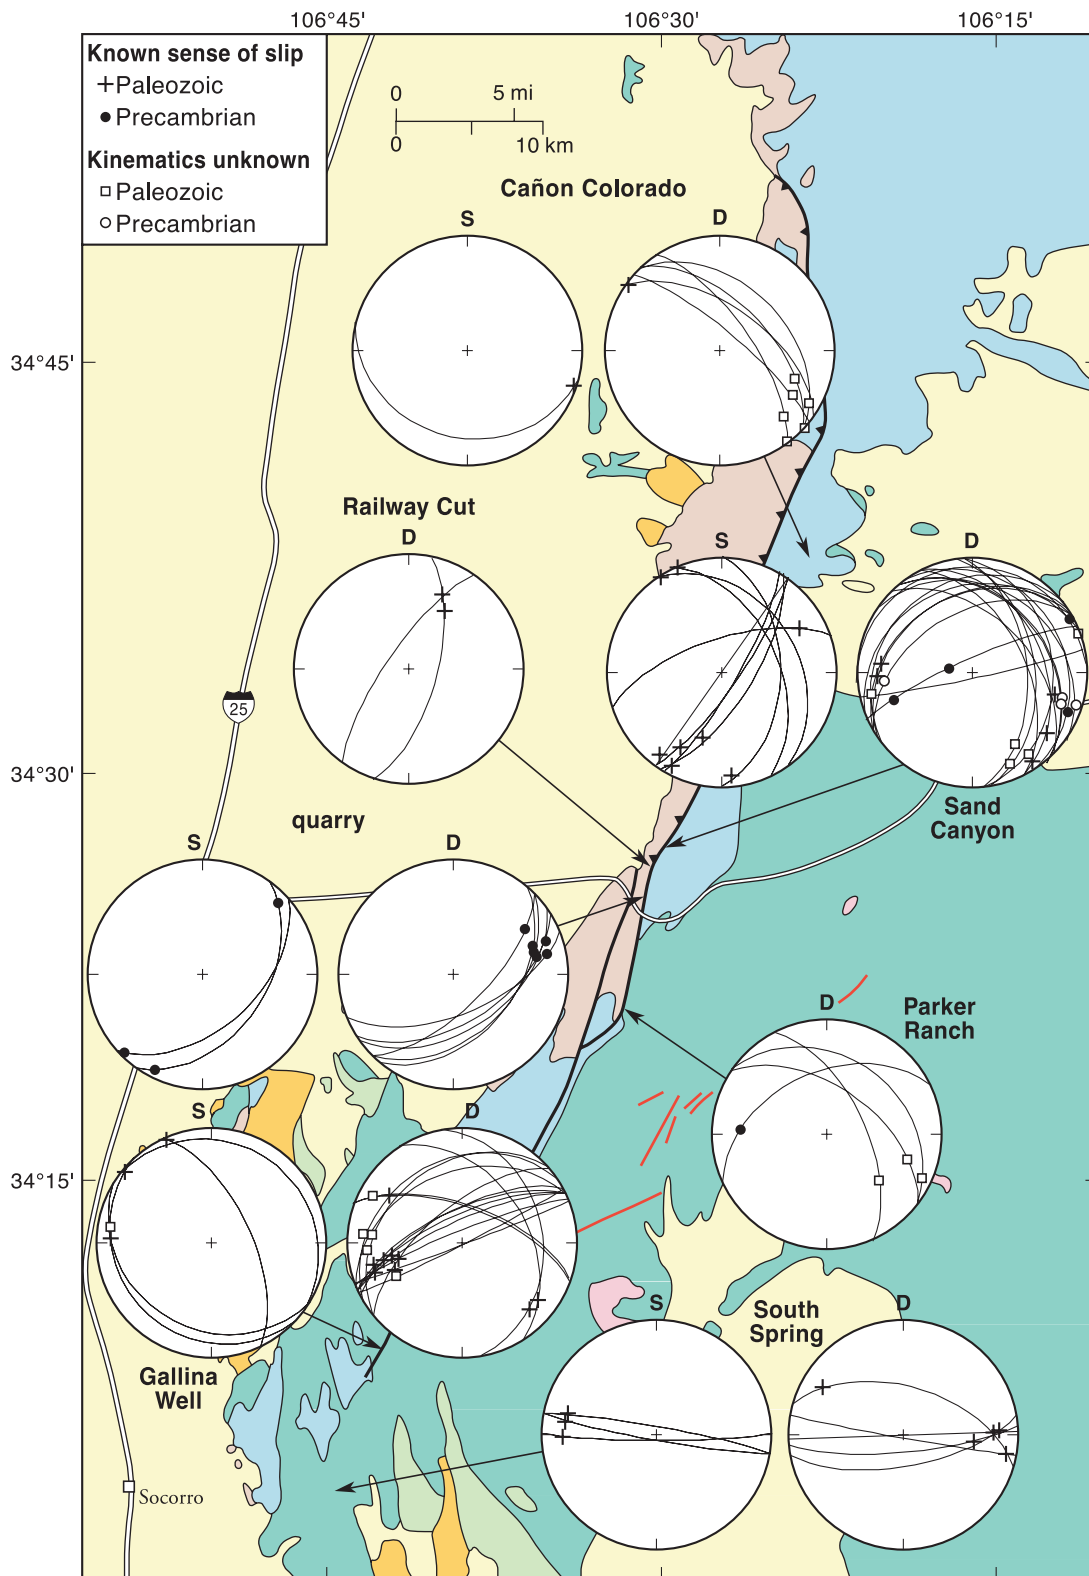 106°45'
106°30'
106°15'
Known sense of slip
Paleozoic
Precambrian
Kinematics unknown
Paleozoic
Precambrian
0
5 mi
0
10 km
Cañon Colorado
S
D
34°45'
Railway Cut
D
S
D
25
34°30'
quarry
Sand
Canyon
S
D
Parker
Ranch
D
S
D
34°15'
Gallina
Well
South
Spring
S
D
Socorro